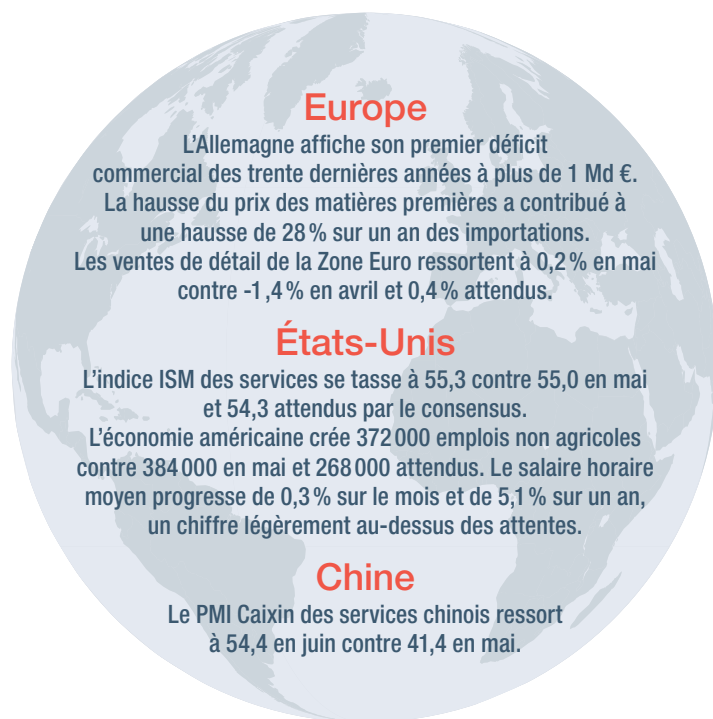 Europe
L'Allemagne affiche son premier déficit
commercial des trente dernières années à plus de 1 Md €.
La hausse du prix des matières premières a contribué à
une hausse de 28 % sur un an des importations.
Les ventes de détail de la Zone Euro ressortent à 0,2 % en mai
contre -1,4 % en avril et 0,4 % attendus.
États-Unis
L'indice ISM des services se tasse à 55,3 contre 55,0 en mai
et 54,3 attendus par le consensus.
L'économie américaine crée 372 000 emplois non agricoles
contre 384 000 en mai et 268 000 attendus. Le salaire horaire
moyen progresse de 0,3 % sur le mois et de 5,1 % sur un an,
un chiffre légèrement au-dessus des attentes.
Chine
Le PMI Caixin des services chinois ressort
à 54,4 en juin contre 41,4 en mai.